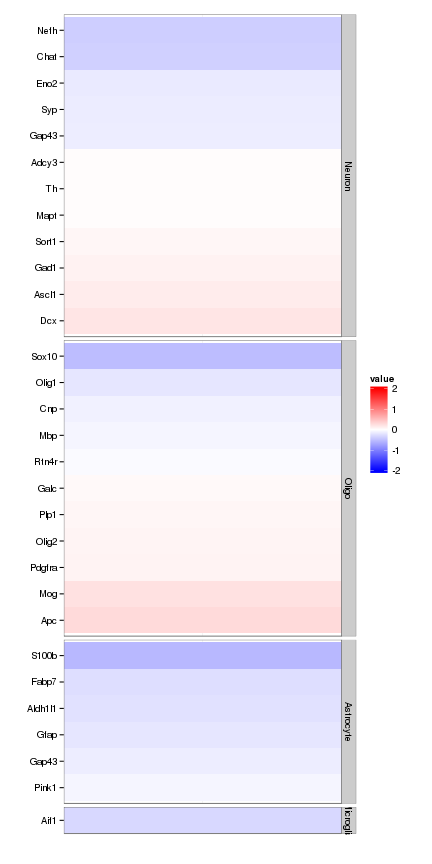 Nefh
Chat
Eno2
Syp
Gap43
Adcy3
Th
Mapt
Sort1
Gad1
Ascl1
Dcx
Neuron
Sox10
Olig1
Cnp
Mbp
Rtn4r
Galc
Plp1
Olig2
Pdgfra
Mog
Apc
Oligo
S100b
Fabp7
Aldh1l1
Gfap
Gap43
Pink1
Astrocyte
Aif1
icrogli
value
2
1
0
-1
-2